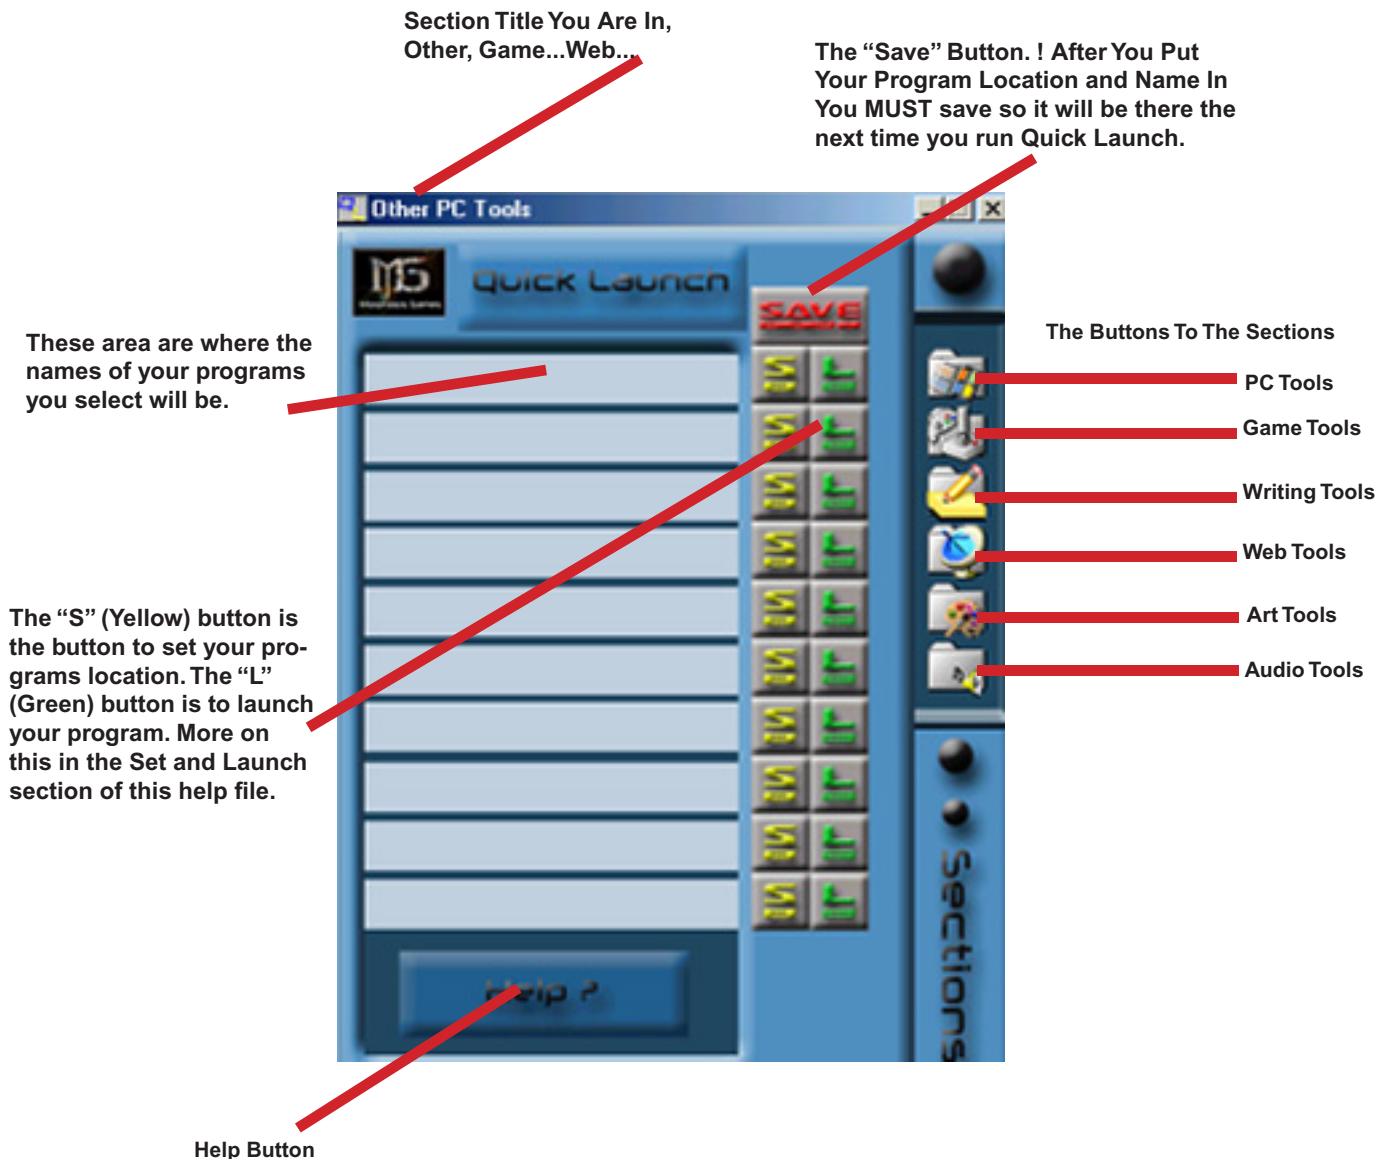 Section Title You Are In,
Other, Game...Web...
The “Save” Button. ! After You Put
Your Program Location and Name In
You MUST save so it will be there the
next time you run Quick Launch.
Other PC Tools
MG
Quick Launch
SAVE
These area are where the
names of your programs
you select will be.
The Buttons To The Sections
PC Tools
Game Tools
Writing Tools
Web Tools
Art Tools
Audio Tools
The “S” (Yellow) button is
the button to set your pro-
grams location. The “L”
(Green) button is to launch
your program. More on
this in the Set and Launch
section of this help file.
S L
S L
S L
S L
S L
S L
S L
S L
S L
S L
Sections
Help ?
Help Button